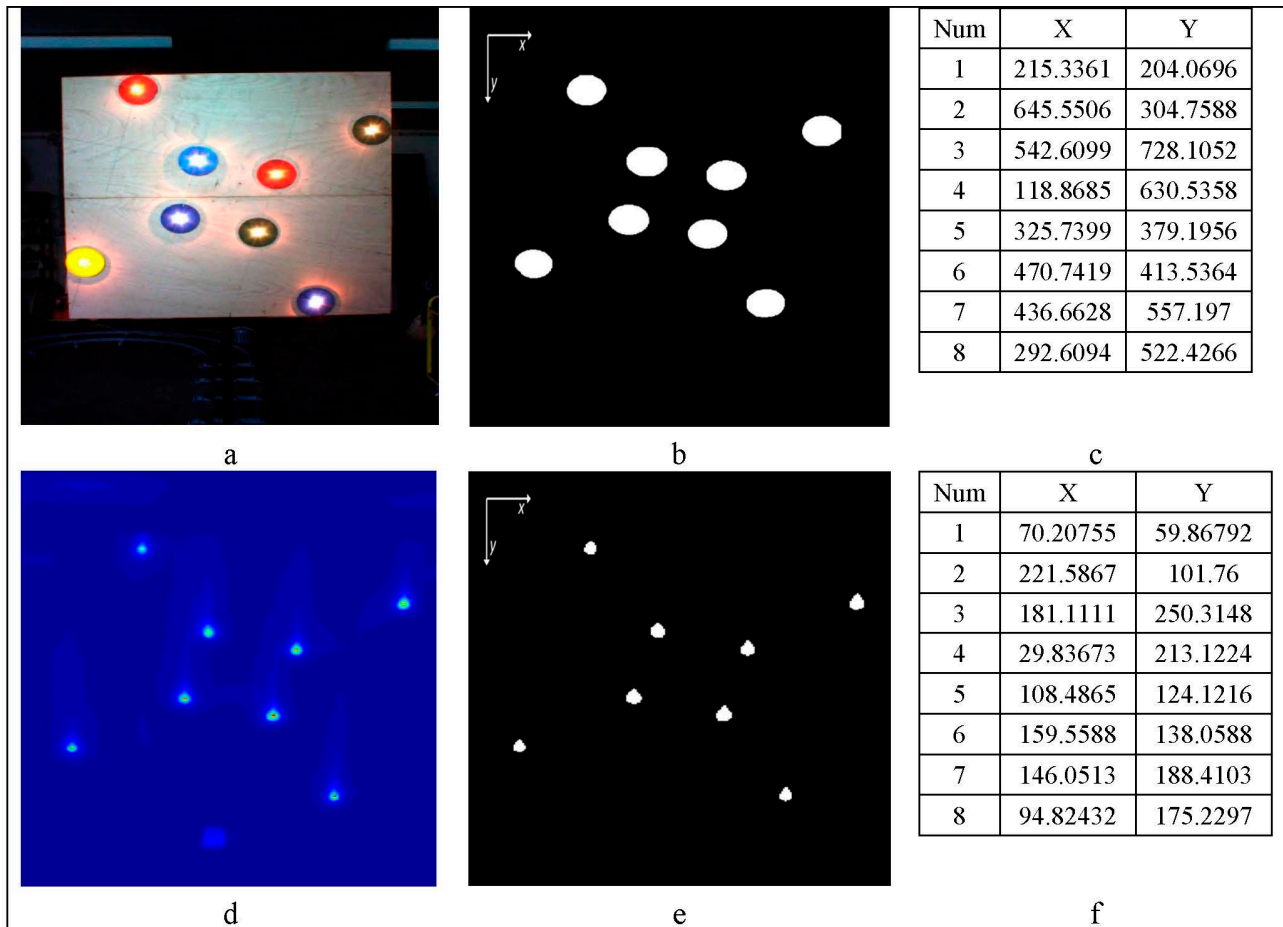 x
y
Num X Y
1 215.3361 204.0696
2 645.5506 304.7588
3 542.6099 728.1052
4 118.8685 630.5358
5 325.7399 379.1956
6 470.7419 413.5364
7 436.6628 557.197
8 292.6094 522.4266
a b c
x
y
Num X Y
1 70.20755 59.86792
2 221.5867 101.76
3 181.1111 250.3148
4 29.83673 213.1224
5 108.4865 124.1216
6 159.5588 138.0588
7 146.0513 188.4103
8 94.82432 175.2297
d e f